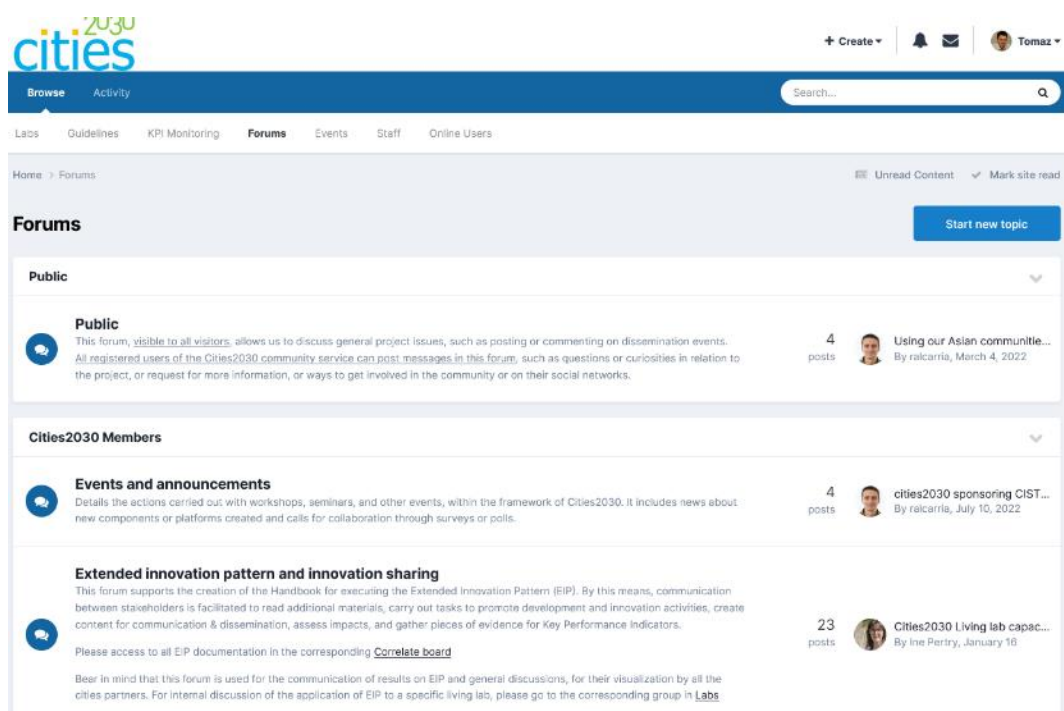 2030
cities
+ Create
Tomaz
Browse
Activity
Search...
Labs
Guidelines
KPI Monitoring
Forums
Events
Staff
Online Users
Home > Forums
Unread Content
Mark site read
Forums
Start new topic
Public
Public
This forum, visible to all visitors, allows us to discuss general project issues, such as posting or commenting on dissemination events.
All registered users of the Cities2030 community service can post messages in this forum, such as questions or curiosities in relation to
the project, or request for more information, or ways to get involved in the community or on their social networks.
4
posts
Using our Asian communitie...
By ralcarria, March 4, 2022
Cities2030 Members
Events and announcements
Details the actions carried out with workshops, seminars, and other events, within the framework of Cities2030. It includes news about
new components or platforms created and calls for collaboration through surveys or polls.
4
posts
cities2030 sponsoring CIST...
By ralcarria, July 10, 2022
Extended innovation pattern and innovation sharing
This forum supports the creation of the Handbook for executing the Extended Innovation Pattern (EIP). By this means, communication
between stakeholders is facilitated to read additional materials, carry out tasks to promote development and innovation activities, create
content for communication & dissemination, assess impacts, and gather pieces of evidence for Key Performance Indicators.
Please access to all EIP documentation in the corresponding Correlate board
Bear in mind that this forum is used for the communication of results on EIP and general discussions, for their visualization by all the
cities partners. For internal discussion of the application of EIP to a specific living lab, please go to the corresponding group in Labs
23
posts
Cities2030 Living lab capac...
By Ine Pertry, January 16